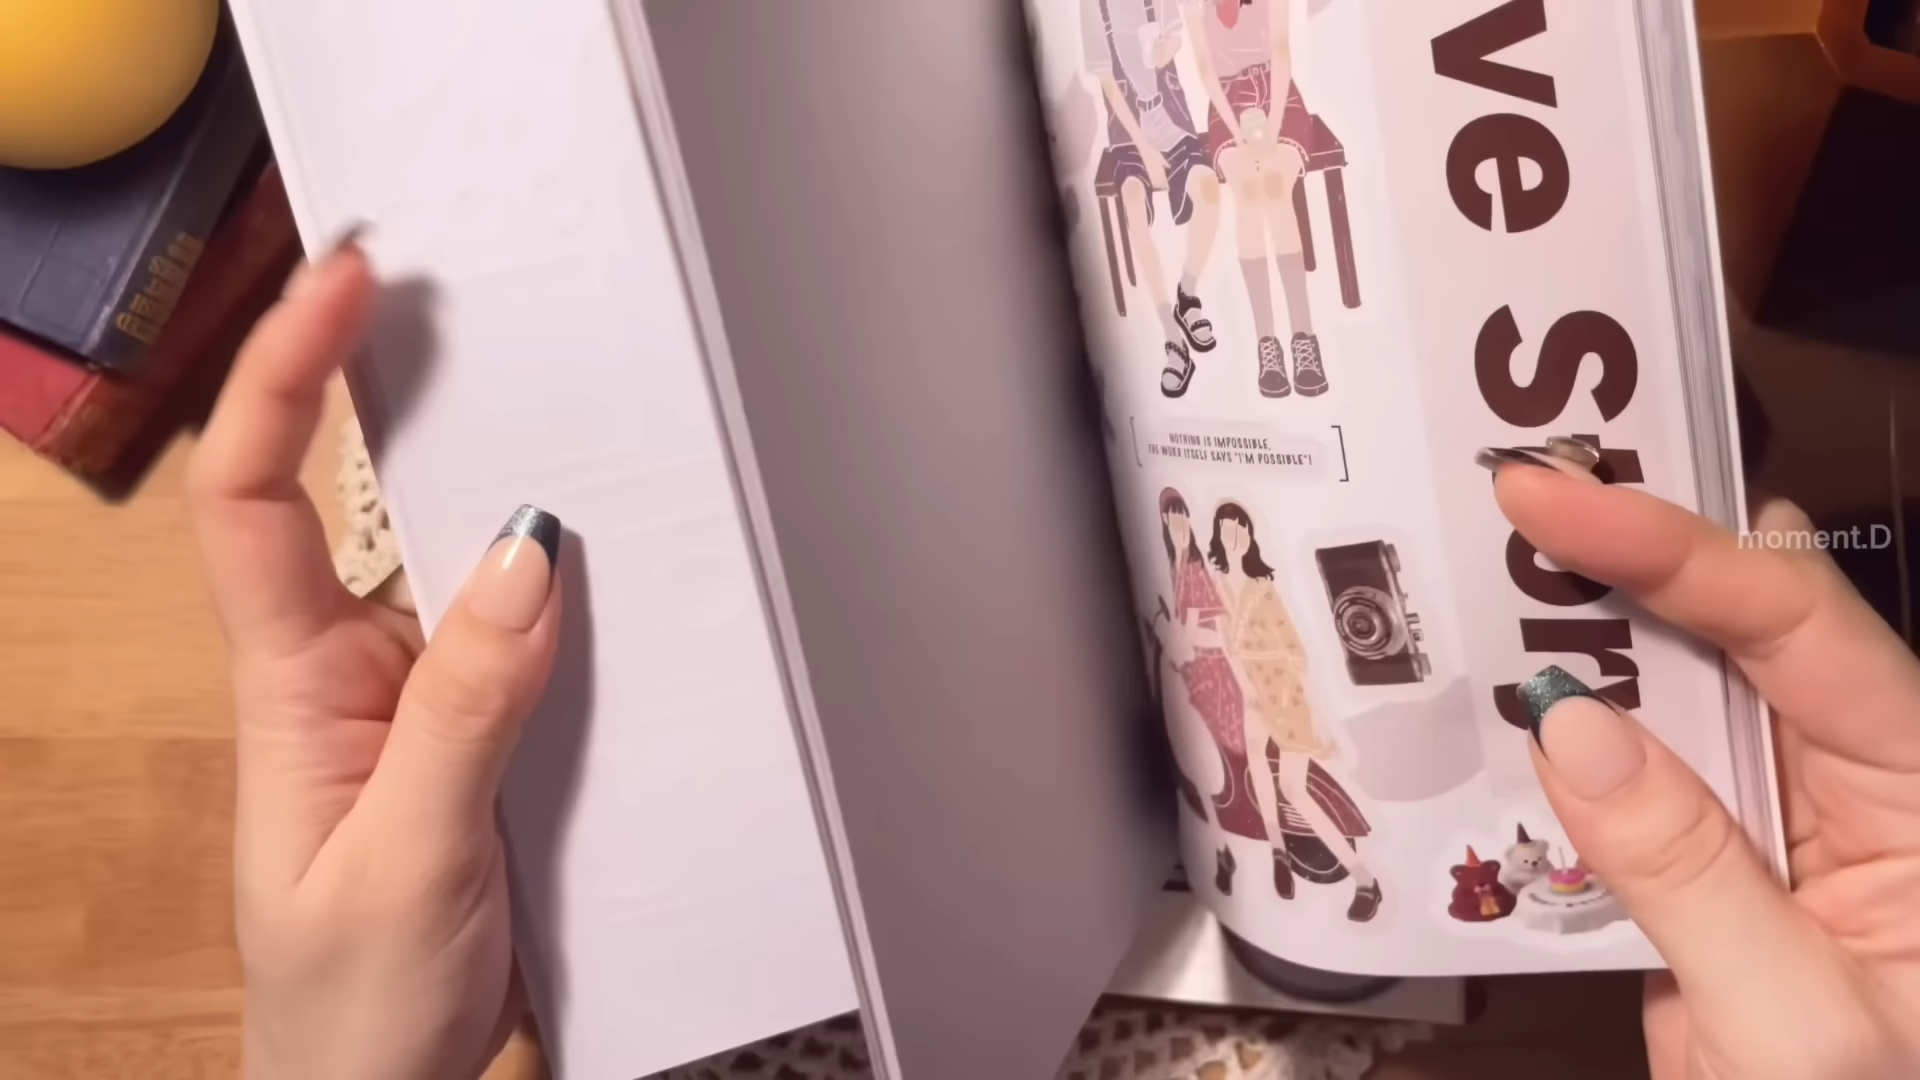 ve Story
NOTHING IS IMPOSSIBLE,
THE WORD ITSELF SAYS "I'M POSSIBLE"!
moment.D